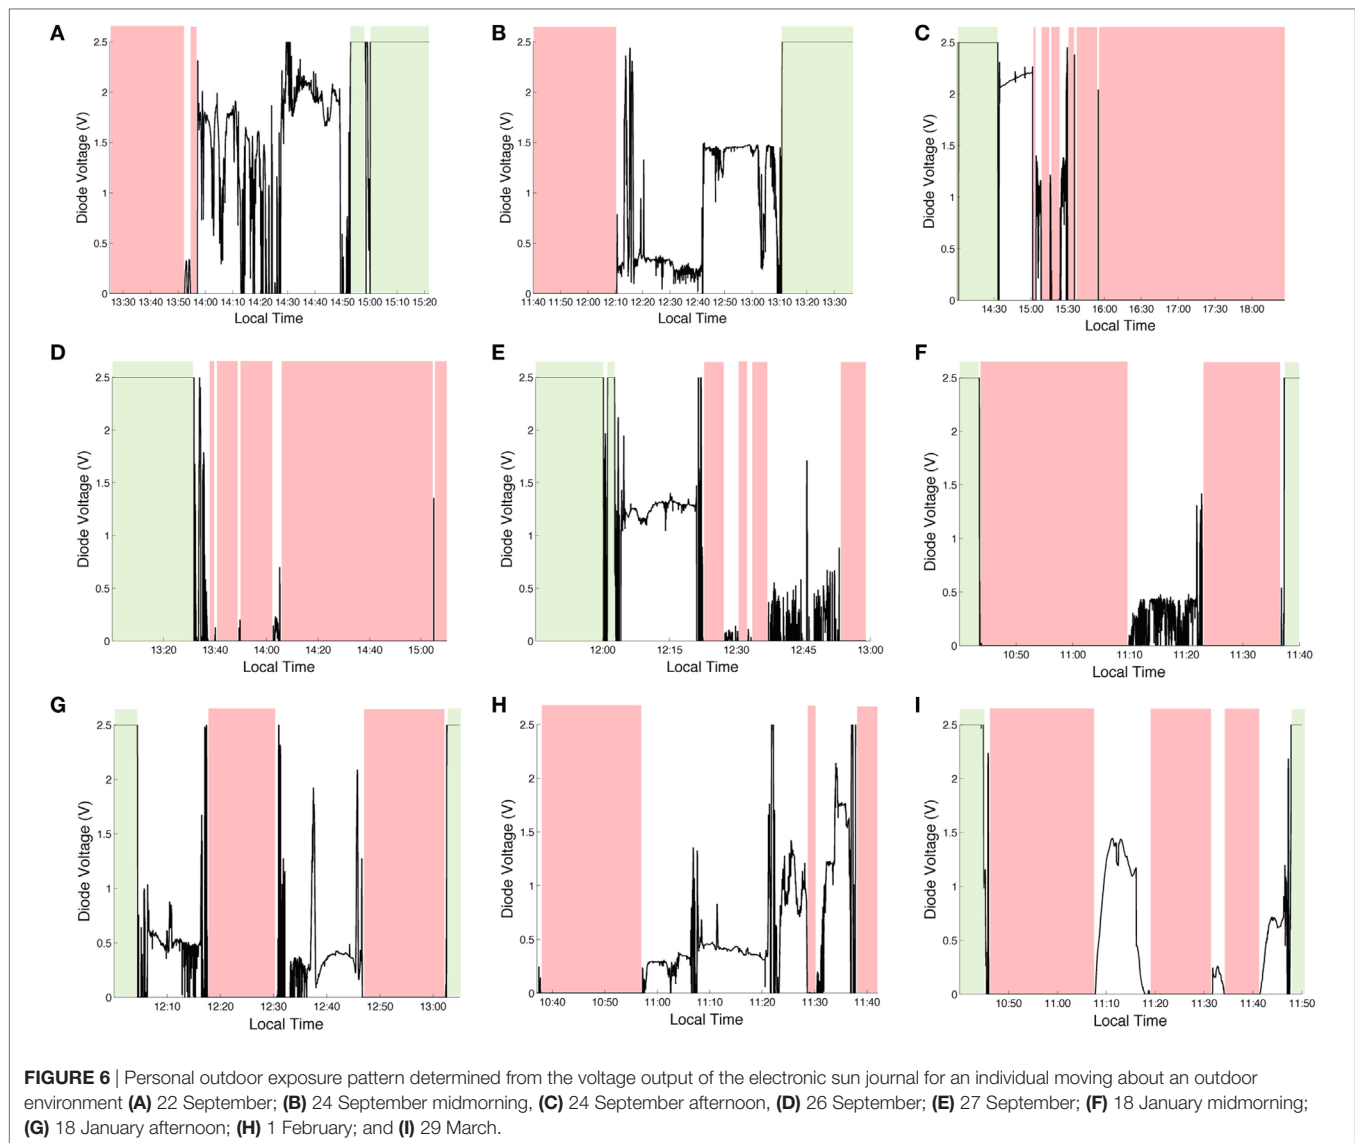 A
2.5
2
1.5
1
0.5
0
Diode Voltage (V)
13:30 13:40 13:50 14:00 14:10 14:20 14:30 14:40 14:50 15:00 15:10 15:20
Local Time
B
2.5
2
1.5
1
0.5
0
Diode Voltage (V)
11:40 11:50 12:00 12:10 12:20 12:30 12:40 12:50 13:00 13:10 13:20 13:30
Local Time
C
2.5
2
1.5
1
0.5
0
Diode Voltage (V)
14:30 15:00 15:30 16:00 16:30 17:00 17:30 18:00
Local Time
D
2.5
2
1.5
1
0.5
0
Diode Voltage (V)
13:20 13:40 14:00 14:20 14:40 15:00
Local Time
E
2.5
2
1.5
1
0.5
0
Diode Voltage (V)
12:00 12:15 12:30 12:45 13:00
Local Time
F
2.5
2
1.5
1
0.5
0
Diode Voltage (V)
10:50 11:00 11:10 11:20 11:30 11:40
Local Time
G
2.5
2
1.5
1
0.5
0
Diode Voltage (V)
12:10 12:20 12:30 12:40 12:50 13:00
Local Time
H
2.5
2
1.5
1
0.5
0
Diode Voltage (V)
10:40 10:50 11:00 11:10 11:20 11:30 11:40
Local Time
I
2.5
2
1.5
1
0.5
0
Diode Voltage (V)
10:50 11:00 11:10 11:20 11:30 11:40 11:50
Local Time
FIGURE 6 | Personal outdoor exposure pattern determined from the voltage output of the electronic sun journal for an individual moving about an outdoor
environment (A) 22 September; (B) 24 September midmorning, (C) 24 September afternoon, (D) 26 September; (E) 27 September; (F) 18 January midmorning;
(G) 18 January afternoon; (H) 1 February; and (I) 29 March.